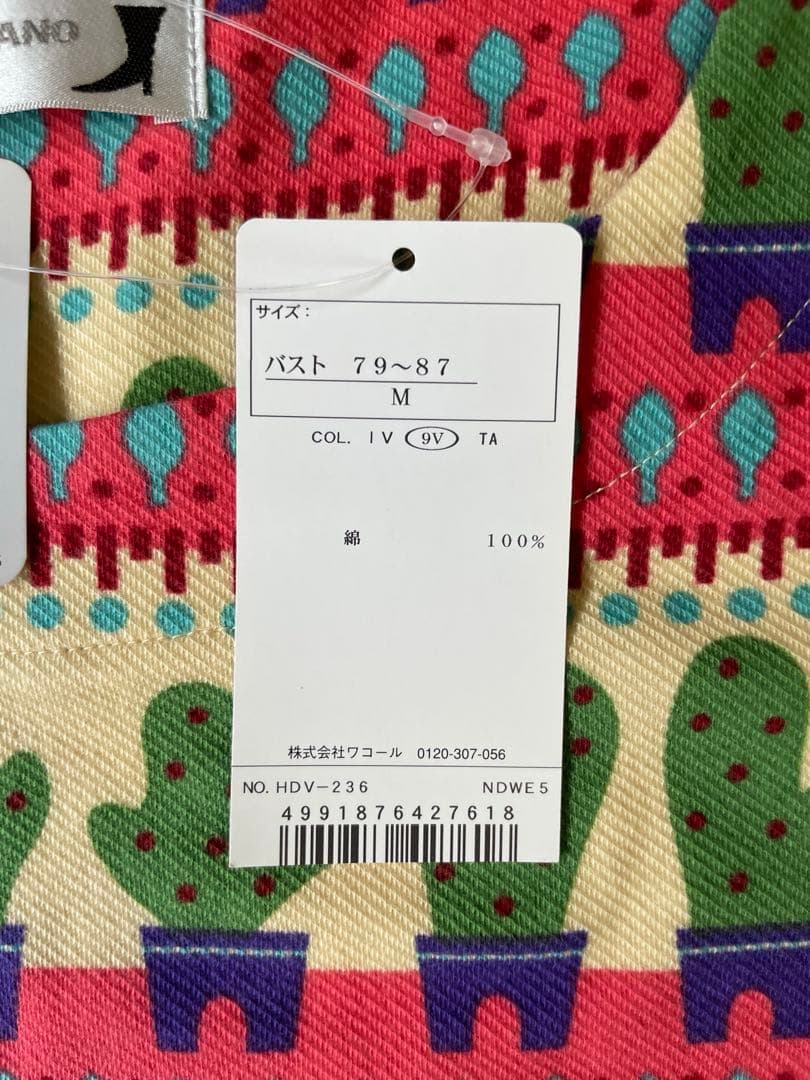 ANO
サイズ：
バスト 79〜87
M
COL. IV 9V TA
綿 100%
株式会社ワコール 0120-307-056
NO. HDV-236 NDWE5
4991876427618